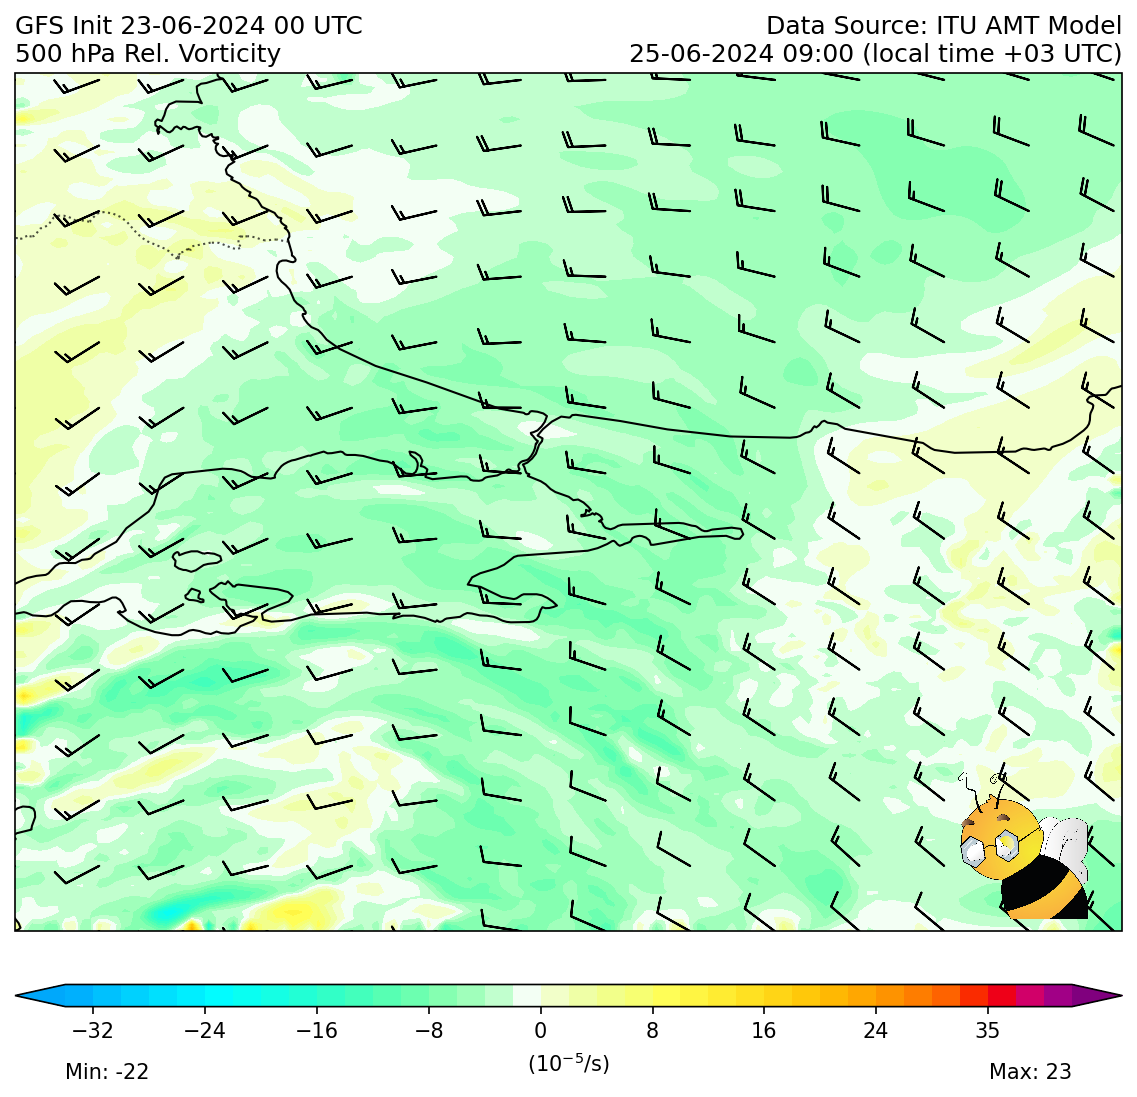 GFS Init 23-06-2024 00 UTC
Data Source: ITU AMT Model
500 hPa Rel. Vorticity
25-06-2024 09:00 (local time +03 UTC)
−32 −24 −16 −8 0 8 16 24 35
(10⁻⁵/s)
Min: -22
Max: 23